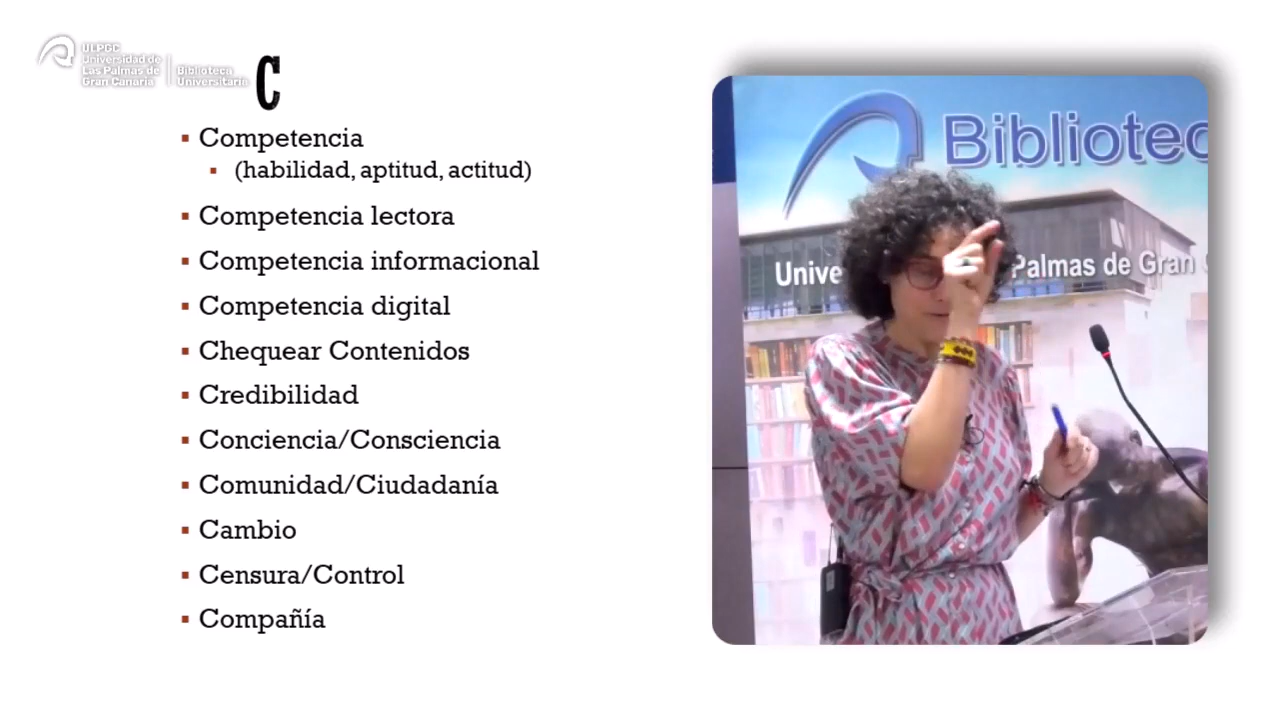 ULPGC
Universidad de
Las Palmas de
Gran Canaria
Biblioteca
Universitaria
C
Competencia
(habilidad, aptitud, actitud)
Competencia lectora
Competencia informacional
Competencia digital
Chequear Contenidos
Credibilidad
Conciencia/Consciencia
Comunidad/Ciudadanía
Cambio
Censura/Control
Compañía
Bibliotec
Unive
Palmas de Gran